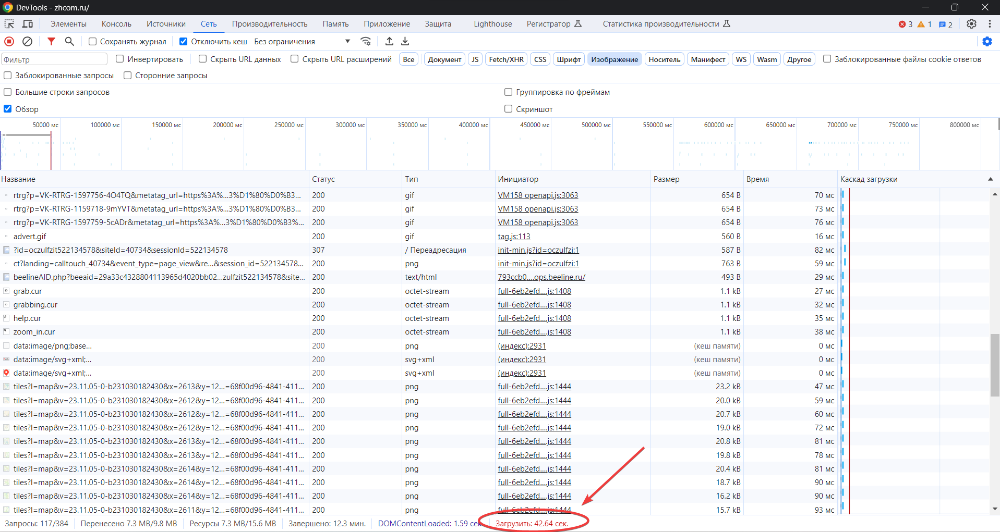 DevTools - zhcom.ru/
Элементы Консоль Источники Сеть Производительность Память Приложение Защита Lighthouse Регистратор Статистика производительности 3 1 2
Сохранять журнал Отключить кеш Без ограничения
Фильтр Инвертировать Скрыть URL данных Скрыть URL расширений Все Документ JS Fetch/XHR CSS Шрифт Изображение Носитель Манифест WS Wasm Другое Заблокированные файлы cookie ответов
Заблокированные запросы Сторонние запросы
Большие строки запросов Группировка по фреймам
Обзор Скриншот
50000 мс 100000 мс 150000 мс 200000 мс 250000 мс 300000 мс 350000 мс 400000 мс 450000 мс 500000 мс 550000 мс 600000 мс 650000 мс 700000 мс 750000 мс 800000 мс
Название Статус Тип Инициатор Размер Время Каскад загрузки
rtrg?p=VK-RTRG-1597756-4O4TQ&metatag_url=https%3A%...3%D1%80%D0%B3... 200 gif VM158 openapi.js:3063 654 B 70 мс
rtrg?p=VK-RTRG-1159718-9mYVT&metatag_url=https%3A%...3%D1%80%D0%B3... 200 gif VM158 openapi.js:3063 654 B 73 мс
rtrg?p=VK-RTRG-1597759-5cADr&metatag_url=https%3A%...3%D1%80%D0%B3%... 200 gif VM158 openapi.js:3063 654 B 76 мс
advert.gif 200 gif tag.js:113 560 B 16 мс
?id=oczulfzit522134578&siteId=40734&sessionId=522134578 307 / Переадресация init-min.js?id=oczulfzi:1 587 B 82 мс
ct?landing=calltouch_40734&event_type=page_view&re...&session_id=522134578... 200 png init-min.js?id=oczulfzi:1 763 B 59 мс
beelineAID.php?beeaid=29a33c4328804113965d4020bb02...zulfzit522134578&site... 200 text/html 793ccb0....ops.beeline.ru/ 493 B 29 мс
grab.cur 200 octet-stream full-6eb2efd....js:1408 1.1 kB 27 мс
grabbing.cur 200 octet-stream full-6eb2efd....js:1408 1.1 kB 32 мс
help.cur 200 octet-stream full-6eb2efd....js:1408 1.1 kB 35 мс
zoom_in.cur 200 octet-stream full-6eb2efd....js:1408 1.1 kB 38 мс
data:image/png;base... 200 png (индекс):2931 (кеш памяти) 0 мс
data:image/svg+xml;... 200 svg+xml (индекс):2931 (кеш памяти) 0 мс
data:image/svg+xml;... 200 svg+xml (индекс):2931 (кеш памяти) 0 мс
tiles?l=map&v=23.11.05-0-b231030182430&x=2613&y=12...=68f00d96-4841-411... 200 png full-6eb2efd....js:1444 23.2 kB 47 мс
tiles?l=map&v=23.11.05-0-b231030182430&x=2612&y=12...=68f00d96-4841-411... 200 png full-6eb2efd....js:1444 20.0 kB 59 мс
tiles?l=map&v=23.11.05-0-b231030182430&x=2612&y=12...=68f00d96-4841-411... 200 png full-6eb2efd....js:1444 20.7 kB 60 мс
tiles?l=map&v=23.11.05-0-b231030182430&x=2612&y=12...=68f00d96-4841-411... 200 png full-6eb2efd....js:1444 19.0 kB 72 мс
tiles?l=map&v=23.11.05-0-b231030182430&x=2613&y=12...=68f00d96-4841-411... 200 png full-6eb2efd....js:1444 20.8 kB 81 мс
tiles?l=map&v=23.11.05-0-b231030182430&x=2613&y=12...=68f00d96-4841-411... 200 png full-6eb2efd....js:1444 19.8 kB 78 мс
tiles?l=map&v=23.11.05-0-b231030182430&x=2614&y=12...=68f00d96-4841-411... 200 png full-6eb2efd....js:1444 20.4 kB 81 мс
tiles?l=map&v=23.11.05-0-b231030182430&x=2614&y=12...=68f00d96-4841-411... 200 png full-6eb2efd....js:1444 18.7 kB 90 мс
tiles?l=map&v=23.11.05-0-b231030182430&x=2614&y=12...=68f00d96-4841-411... 200 png full-6eb2efd....js:1444 16.2 kB 90 мс
tiles?l=map&v=23.11.05-0-b231030182430&x=2611&y=12...=68f00d96-4841-411... 200 png full-6eb2efd....js:1444 15.7 kB 93 мс
Запросы: 117/384 Перенесено 7.3 MB/9.8 MB Ресурсы 7.3 MB/15.6 MB Завершено: 12.3 мин. DOMContentLoaded: 1.59 сек. Загрузить: 42.64 сек.